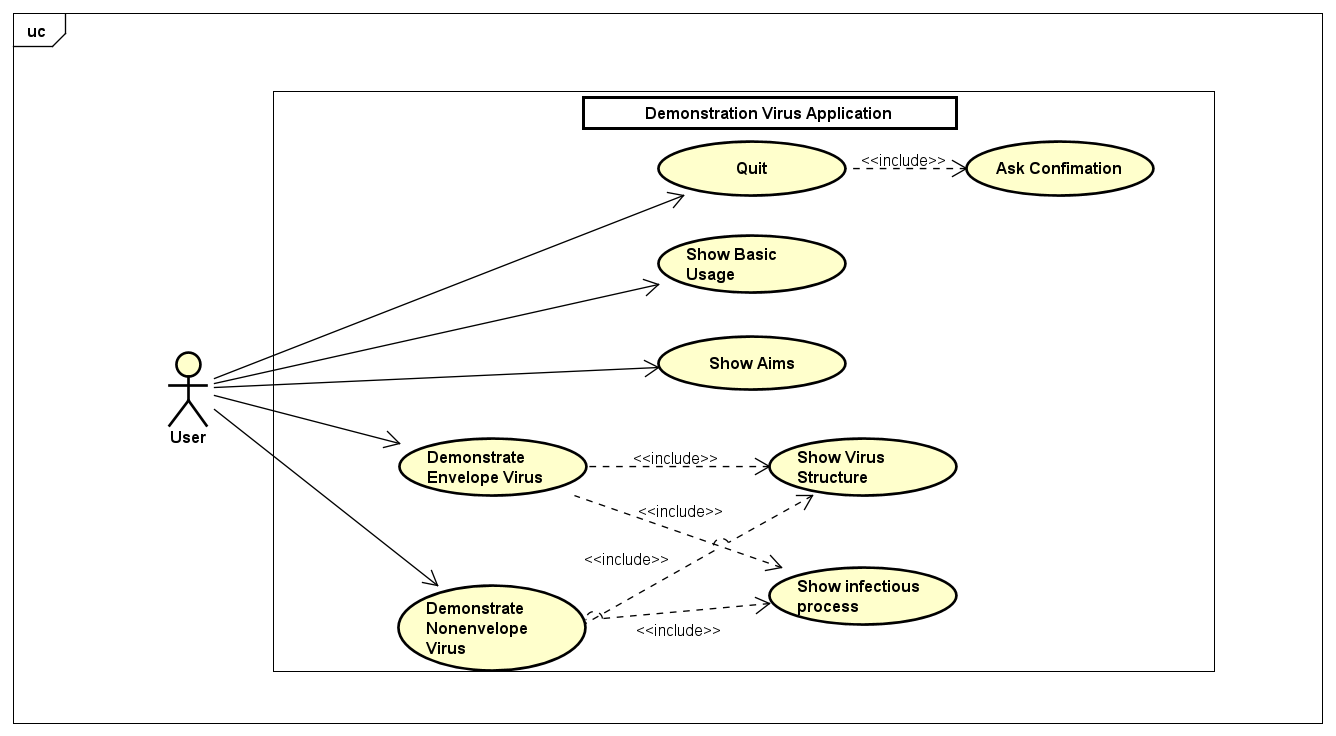 uc
Demonstration Virus Application
Quit
<<include>>
Ask Confimation
Show Basic
Usage
Show Aims
User
Demonstrate
Envelope Virus
<<include>>
Show Virus
Structure
<<include>>
<<include>>
Show infectious
process
Demonstrate
Nonenvelope
Virus
<<include>>